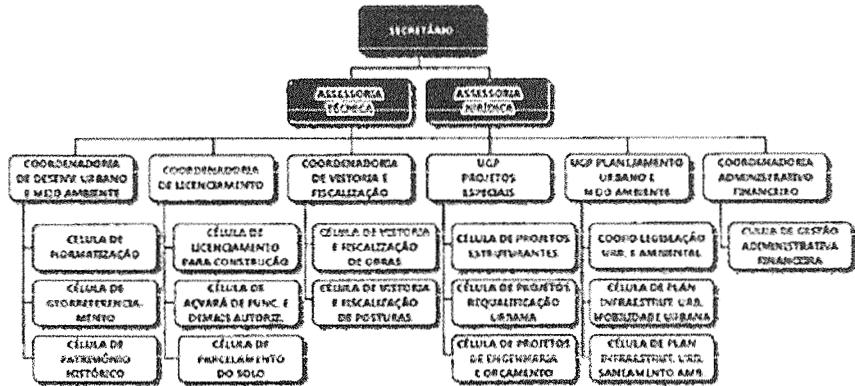 SECRETÁRIO
ASSESSORIA
TÉCNICA
ASSESSORIA
JURÍDICA
COORDENADORIA
DE DESENV. URBANO
E MEIO AMBIENTE
COORDENADORIA
DE LICENCIAMENTO
COORDENADORIA
DE VISTORIA E
FISCALIZAÇÃO
UGP
PROJETOS
ESPECIAIS
UGP PLANEJAMENTO
URBANO E
MEIO AMBIENTE
COORDENADORIA
ADMINISTRATIVO
FINANCEIRO
CÉLULA DE
NORMATIZAÇÃO
CÉLULA DE
GEORREFERENCIA-
MENTO
CÉLULA DE
PATRIMÔNIO
HISTÓRICO
CÉLULA DE
LICENCIAMENTO
PARA CONSTRUÇÃO
CÉLULA DE
DE FUNC. E
DEMAIS AUTORIZ.
CÉLULA DE
PARCELAMENTO
DO SOLO
CÉLULA DE VISTORIA
E FISCALIZAÇÃO
DE OBRAS
CÉLULA DE VISTORIA
E FISCALIZAÇÃO
DE POSTURAS
CÉLULA DE PROJETOS
ESTRUTURANTES
CÉLULA DE PROJETOS
REQUALIFICAÇÃO
URBANA
CÉLULA DE PROJETOS
DE ENGENHARIA
E ORÇAMENTO
LEGISLAÇÃO
URB. E AMBIENTAL
CÉLULA DE PLAN
INFRAESTRUT. URB.
MOBILIDADE URBANA
CÉLULA DE PLAN
INFRAESTRUT. URB.
SANEAMENTO AMB.
CÉLULA DE GESTÃO
ADMINISTRATIVA
FINANCEIRA